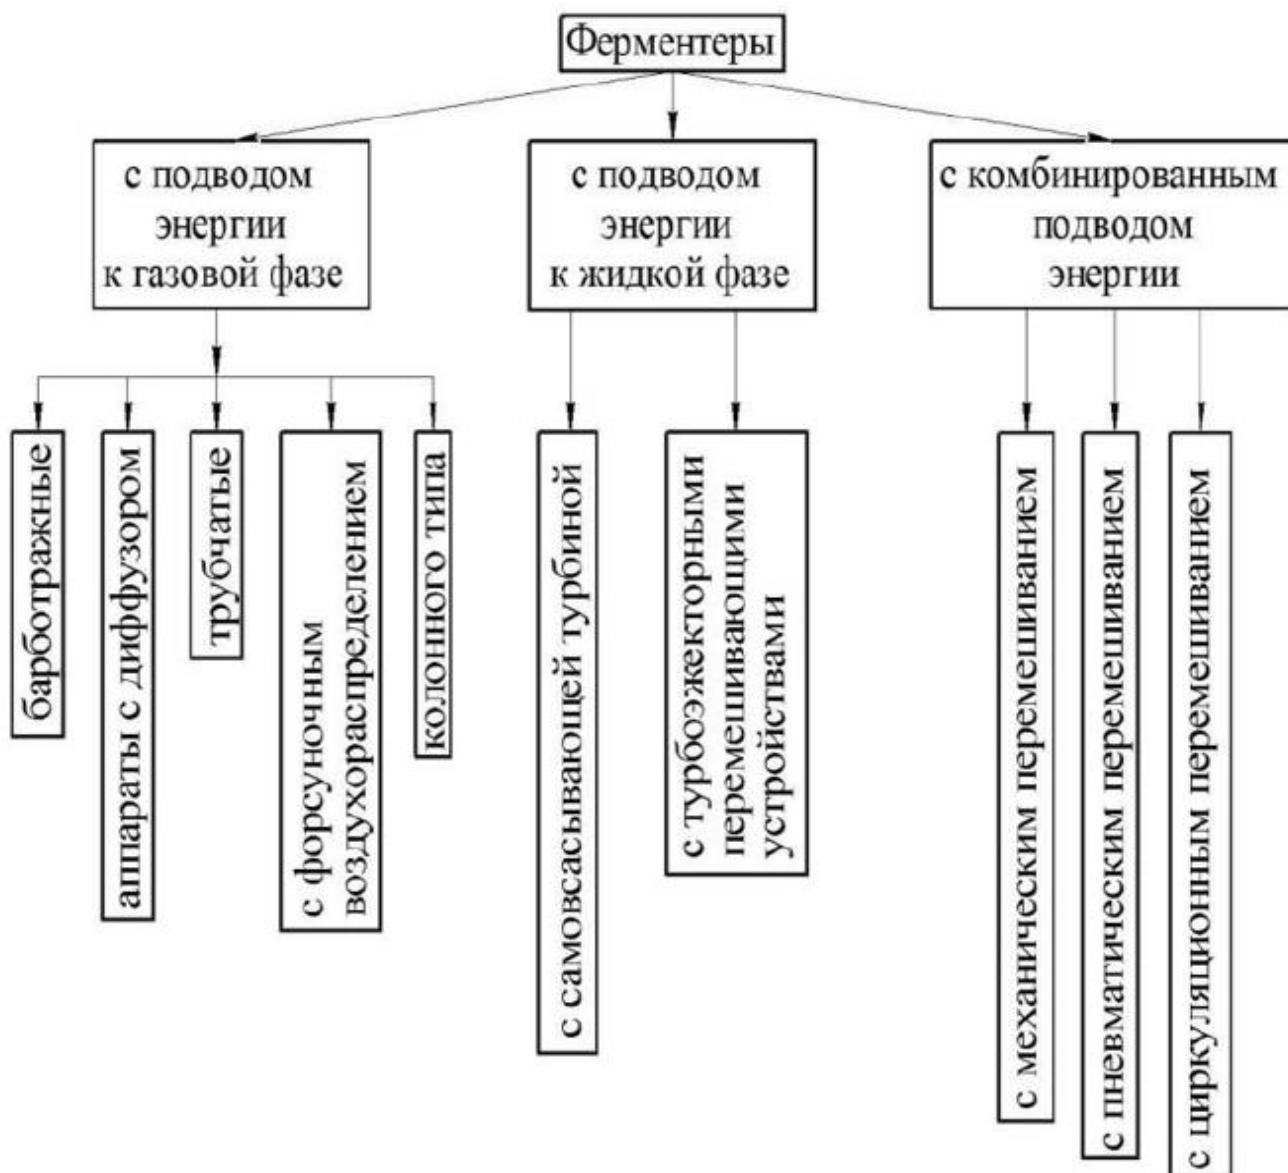 Ферментеры
с подводом
энергии
к газовой фазе
с подводом
энергии
к жидкой фазе
с комбинированным
подводом
энергии
барботражные
аппараты с диффузором
трубчатые
с форсуночным
воздухораспределением
колонного типа
с самовсасывающей турбиной
с турбоэжекторными
перемешивающими
устройствами
с механическим перемешиванием
с пневматическим перемешиванием
с циркуляционным перемешиванием